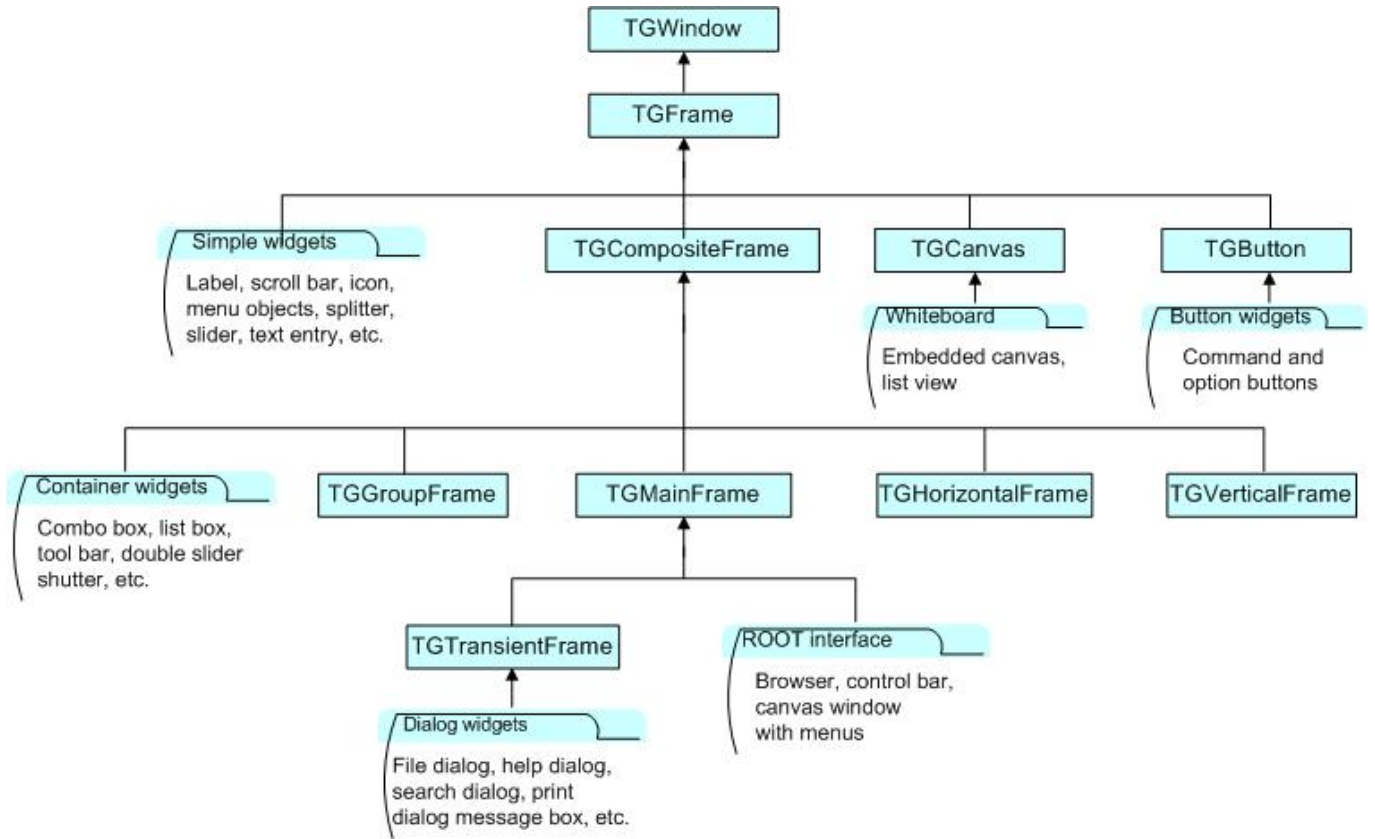 TGWindow
TGFrame
Simple widgets
Label, scroll bar, icon,
menu objects, splitter,
slider, text entry, etc.
TGCompositeFrame
TGCanvas
Whiteboard
Embedded canvas,
list view
TGButton
Button widgets
Command and
option buttons
Container widgets
Combo box, list box,
tool bar, double slider
shutter, etc.
TGGroupFrame
TGMainFrame
TGHorizontalFrame
TGVerticalFrame
TGTransientFrame
Dialog widgets
File dialog, help dialog,
search dialog, print
dialog message box, etc.
ROOT interface
Browser, control bar,
canvas window
with menus